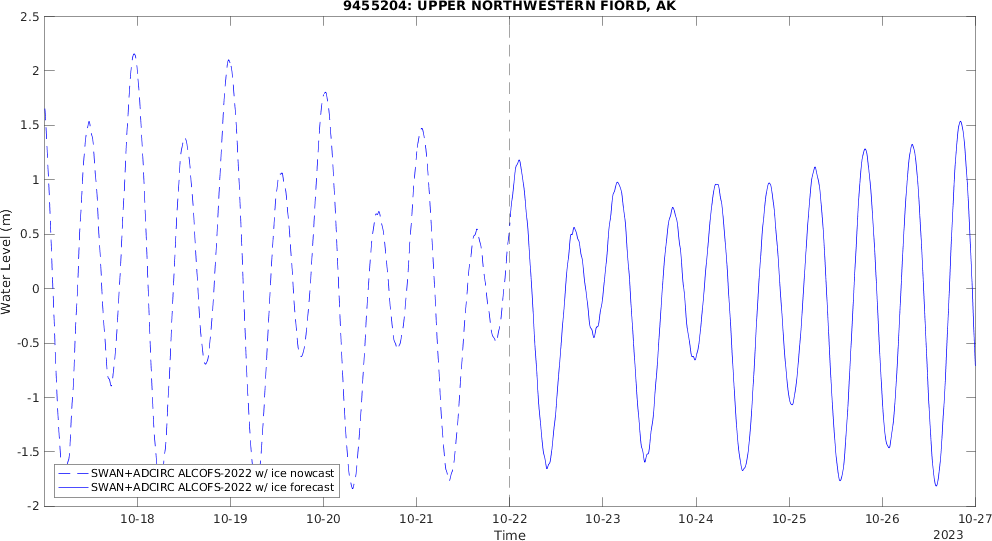 9455204: UPPER NORTHWESTERN FIORD, AK
2.5
2
1.5
1
0.5
0
-0.5
-1
-1.5
-2
Water Level (m)
SWAN+ADCIRC ALCOFS-2022 w/ ice nowcast
SWAN+ADCIRC ALCOFS-2022 w/ ice forecast
10-18 10-19 10-20 10-21 10-22 10-23 10-24 10-25 10-26 10-27
Time
2023